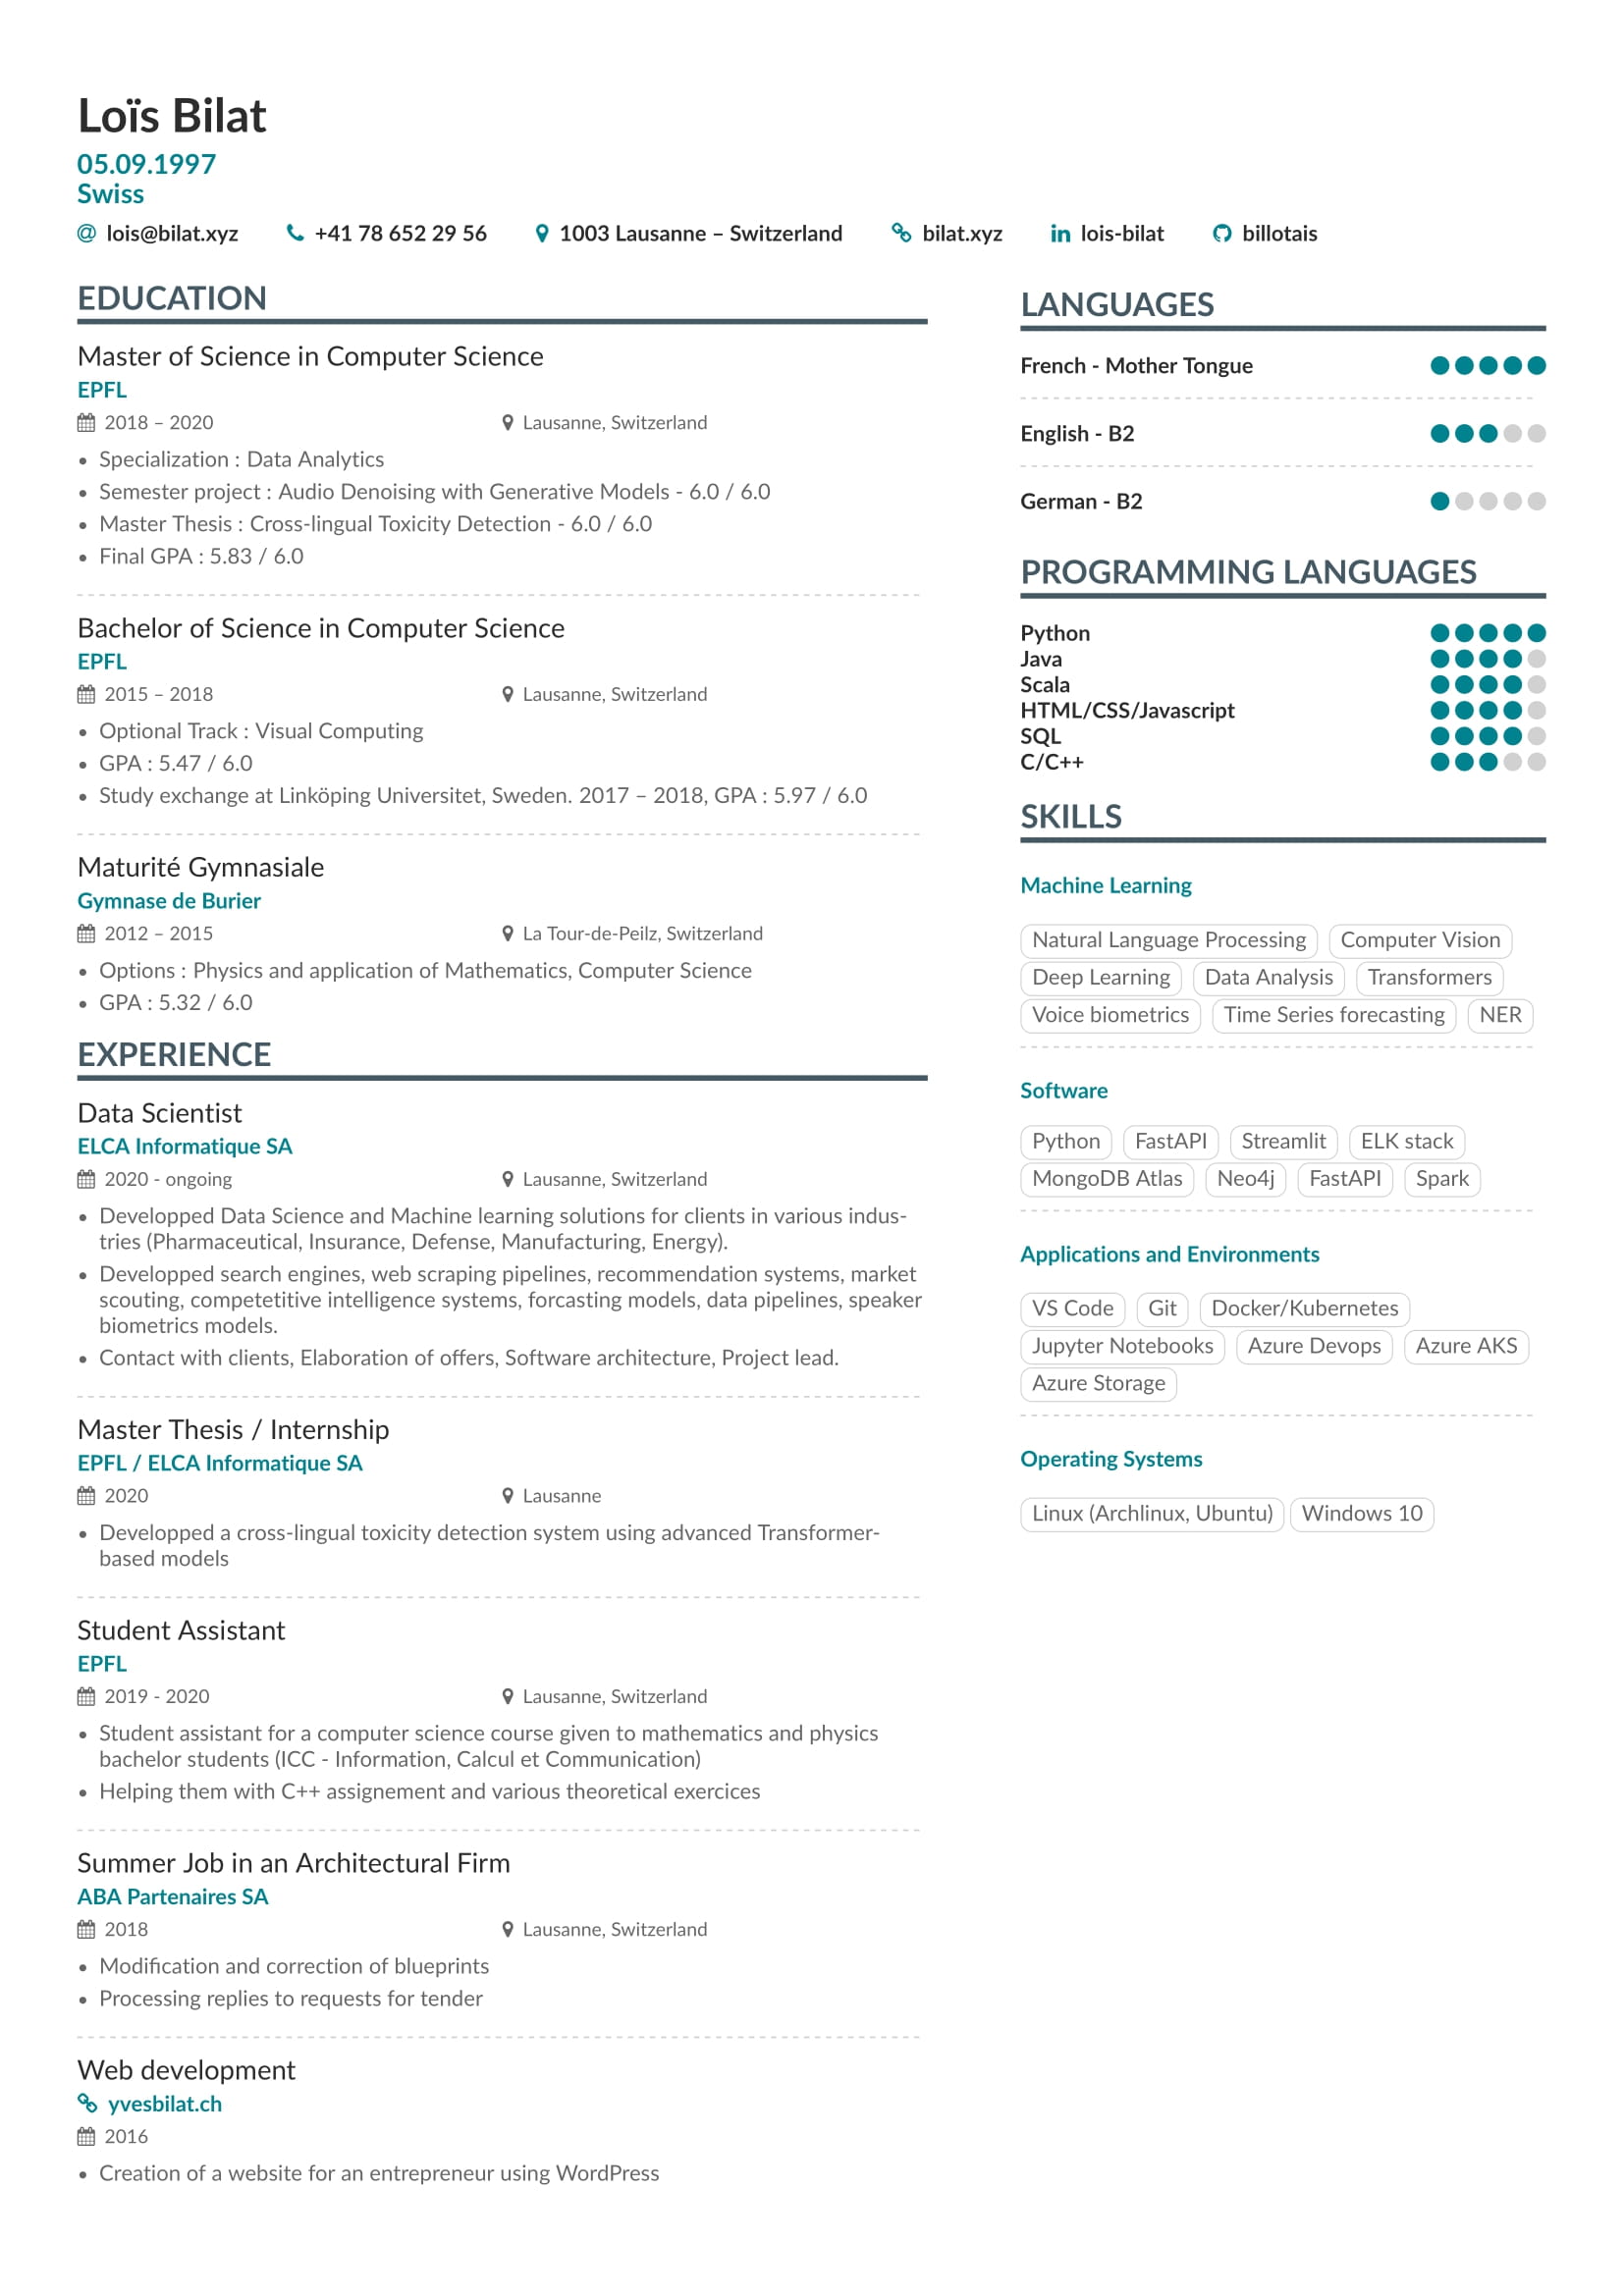 Loïs Bilat
05.09.1997
Swiss
lois@bilat.xyz +41 78 652 29 56 1003 Lausanne – Switzerland bilat.xyz lois-bilat billotais
EDUCATION
Master of Science in Computer Science
EPFL
2018 – 2020 Lausanne, Switzerland
• Specialization : Data Analytics
• Semester project : Audio Denoising with Generative Models - 6.0 / 6.0
• Master Thesis : Cross-lingual Toxicity Detection - 6.0 / 6.0
• Final GPA : 5.83 / 6.0
Bachelor of Science in Computer Science
EPFL
2015 – 2018 Lausanne, Switzerland
• Optional Track : Visual Computing
• GPA : 5.47 / 6.0
• Study exchange at Linköping Universitet, Sweden. 2017 – 2018, GPA : 5.97 / 6.0
Maturité Gymnasiale
Gymnase de Burier
2012 – 2015 La Tour-de-Peilz, Switzerland
• Options : Physics and application of Mathematics, Computer Science
• GPA : 5.32 / 6.0
EXPERIENCE
Data Scientist
ELCA Informatique SA
2020 - ongoing Lausanne, Switzerland
• Developped Data Science and Machine learning solutions for clients in various indus-
tries (Pharmaceutical, Insurance, Defense, Manufacturing, Energy).
• Developped search engines, web scraping pipelines, recommendation systems, market
scouting, competetitive intelligence systems, forcasting models, data pipelines, speaker
biometrics models.
• Contact with clients, Elaboration of offers, Software architecture, Project lead.
Master Thesis / Internship
EPFL / ELCA Informatique SA
2020 Lausanne
• Developped a cross-lingual toxicity detection system using advanced Transformer-
based models
Student Assistant
EPFL
2019 - 2020 Lausanne, Switzerland
• Student assistant for a computer science course given to mathematics and physics
bachelor students (ICC - Information, Calcul et Communication)
• Helping them with C++ assignement and various theoretical exercices
Summer Job in an Architectural Firm
ABA Partenaires SA
2018 Lausanne, Switzerland
• Modification and correction of blueprints
• Processing replies to requests for tender
Web development
yvesbilat.ch
2016
• Creation of a website for an entrepreneur using WordPress
LANGUAGES
French - Mother Tongue
English - B2
German - B2
PROGRAMMING LANGUAGES
Python
Java
Scala
HTML/CSS/Javascript
SQL
C/C++
SKILLS
Machine Learning
Natural Language Processing Computer Vision
Deep Learning Data Analysis Transformers
Voice biometrics Time Series forecasting NER
Software
Python FastAPI Streamlit ELK stack
MongoDB Atlas Neo4j FastAPI Spark
Applications and Environments
VS Code Git Docker/Kubernetes
Jupyter Notebooks Azure Devops Azure AKS
Azure Storage
Operating Systems
Linux (Archlinux, Ubuntu) Windows 10